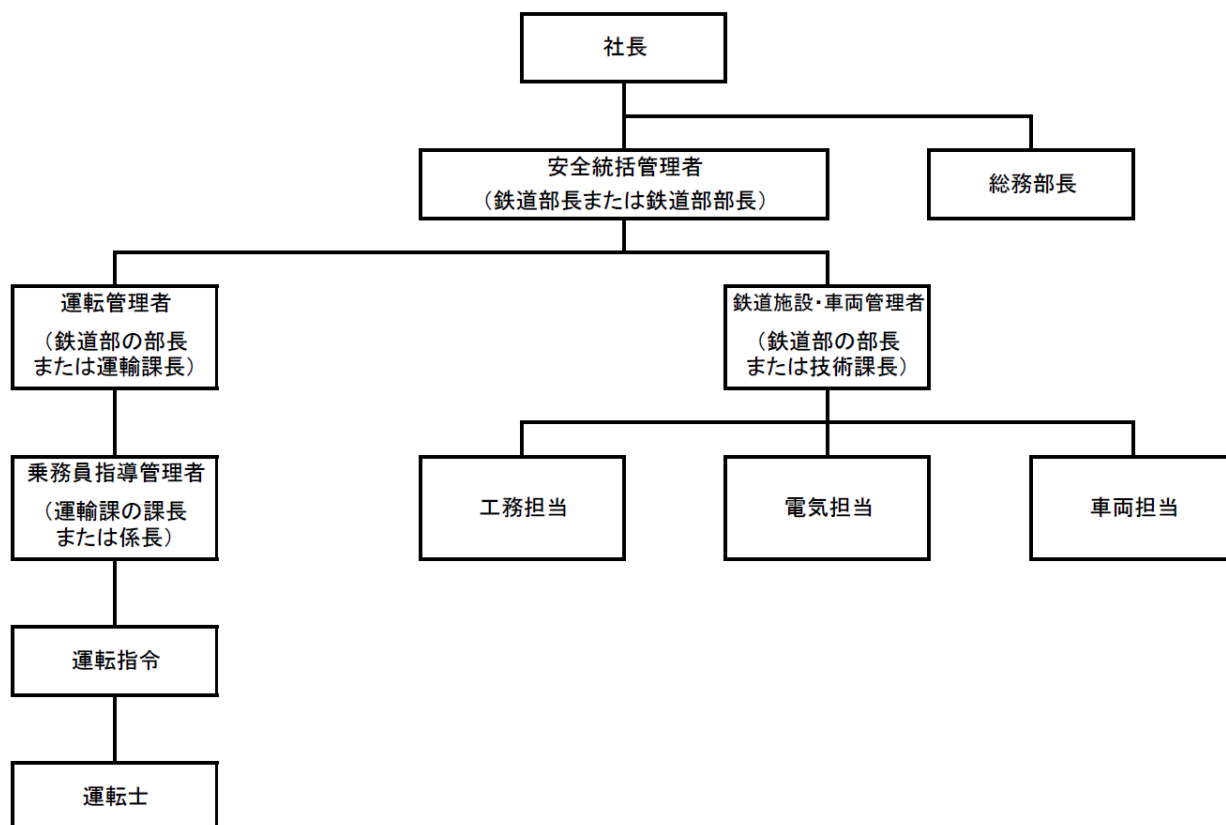 社長
安全統括管理者
（鉄道部長または鉄道部部長）
総務部長
運転管理者
（鉄道部の部長
または運輸課長）
鉄道施設・車両管理者
（鉄道部の部長
または技術課長）
乗務員指導管理者
（運輸課の課長
または係長）
工務担当
電気担当
車両担当
運転指令
運転士